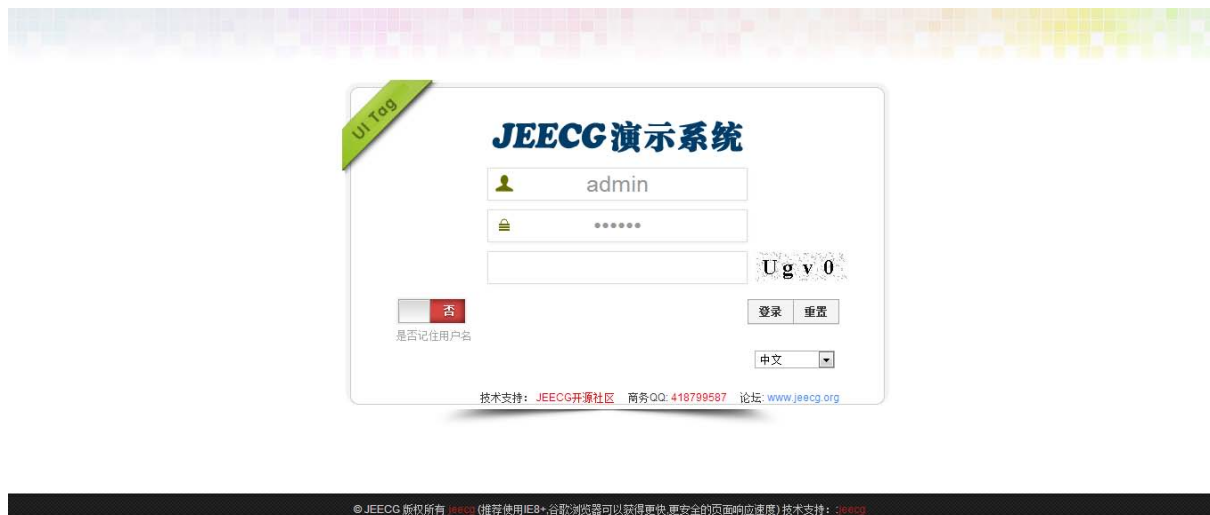 UI Tag
JEECG演示系统
admin
••••••
Ugv0
否
登录 重置
是否记住用户名
中文
技术支持： JEECG开源社区 商务QQ: 418799587 论坛: www.jeecg.org
© JEECG 版权所有 jeecg (推荐使用IE8+,谷歌浏览器可以获得更快,更安全的页面响应速度) 技术支持：jeecg